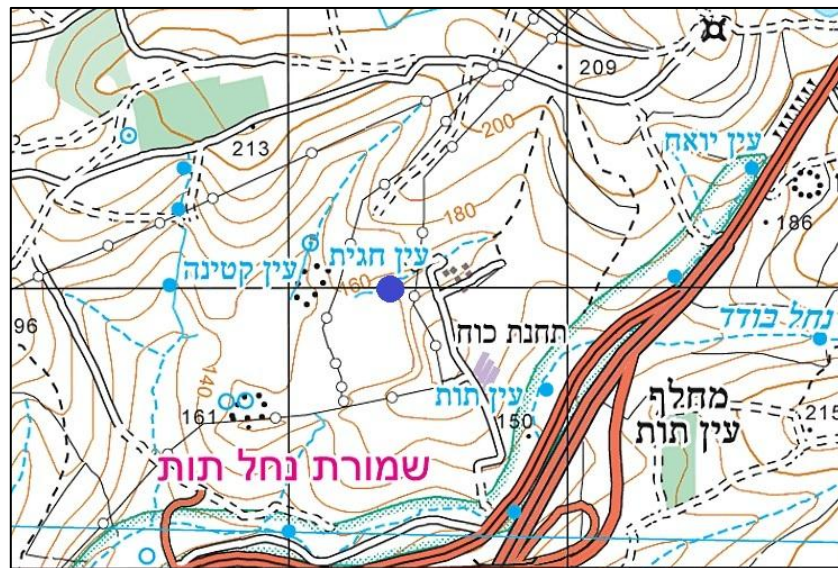 209
עין יואח
213
200
186
180
עין חגית
160
עין קטינה
נחל בודד
תחנת כוח
96
140
עין תות
מחלף
עין תות
161
150
215
שמורת נחל תות